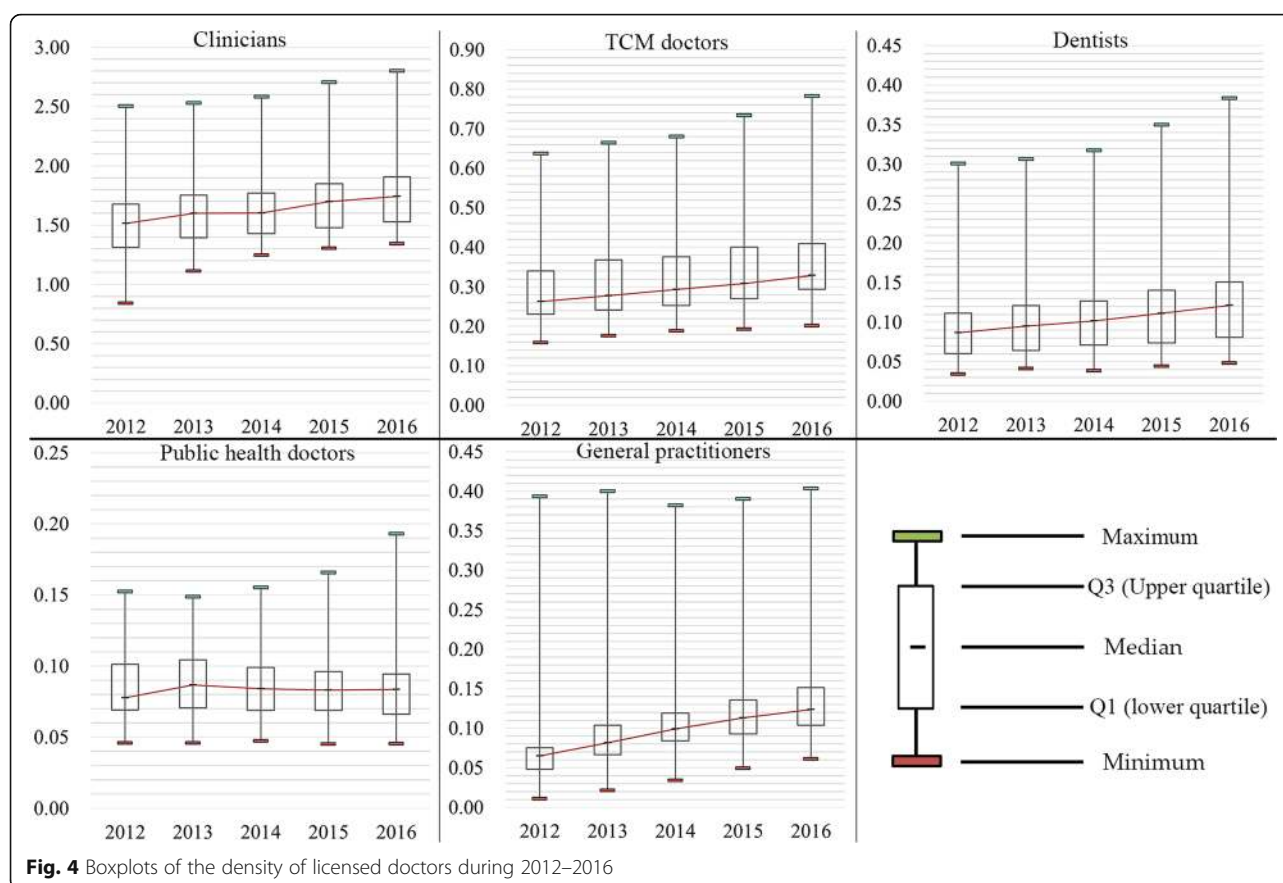 Clinicians
3.00
2.50
2.00
1.50
1.00
0.50
0.00
2012 2013 2014 2015 2016
TCM doctors
0.90
0.80
0.70
0.60
0.50
0.40
0.30
0.20
0.10
0.00
2012 2013 2014 2015 2016
Dentists
0.45
0.40
0.35
0.30
0.25
0.20
0.15
0.10
0.05
0.00
2012 2013 2014 2015 2016
Public health doctors
0.25
0.20
0.15
0.10
0.05
0.00
2012 2013 2014 2015 2016
General practitioners
0.45
0.40
0.35
0.30
0.25
0.20
0.15
0.10
0.05
0.00
2012 2013 2014 2015 2016
Maximum
Q3 (Upper quartile)
Median
Q1 (lower quartile)
Minimum
Fig. 4 Boxplots of the density of licensed doctors during 2012–2016